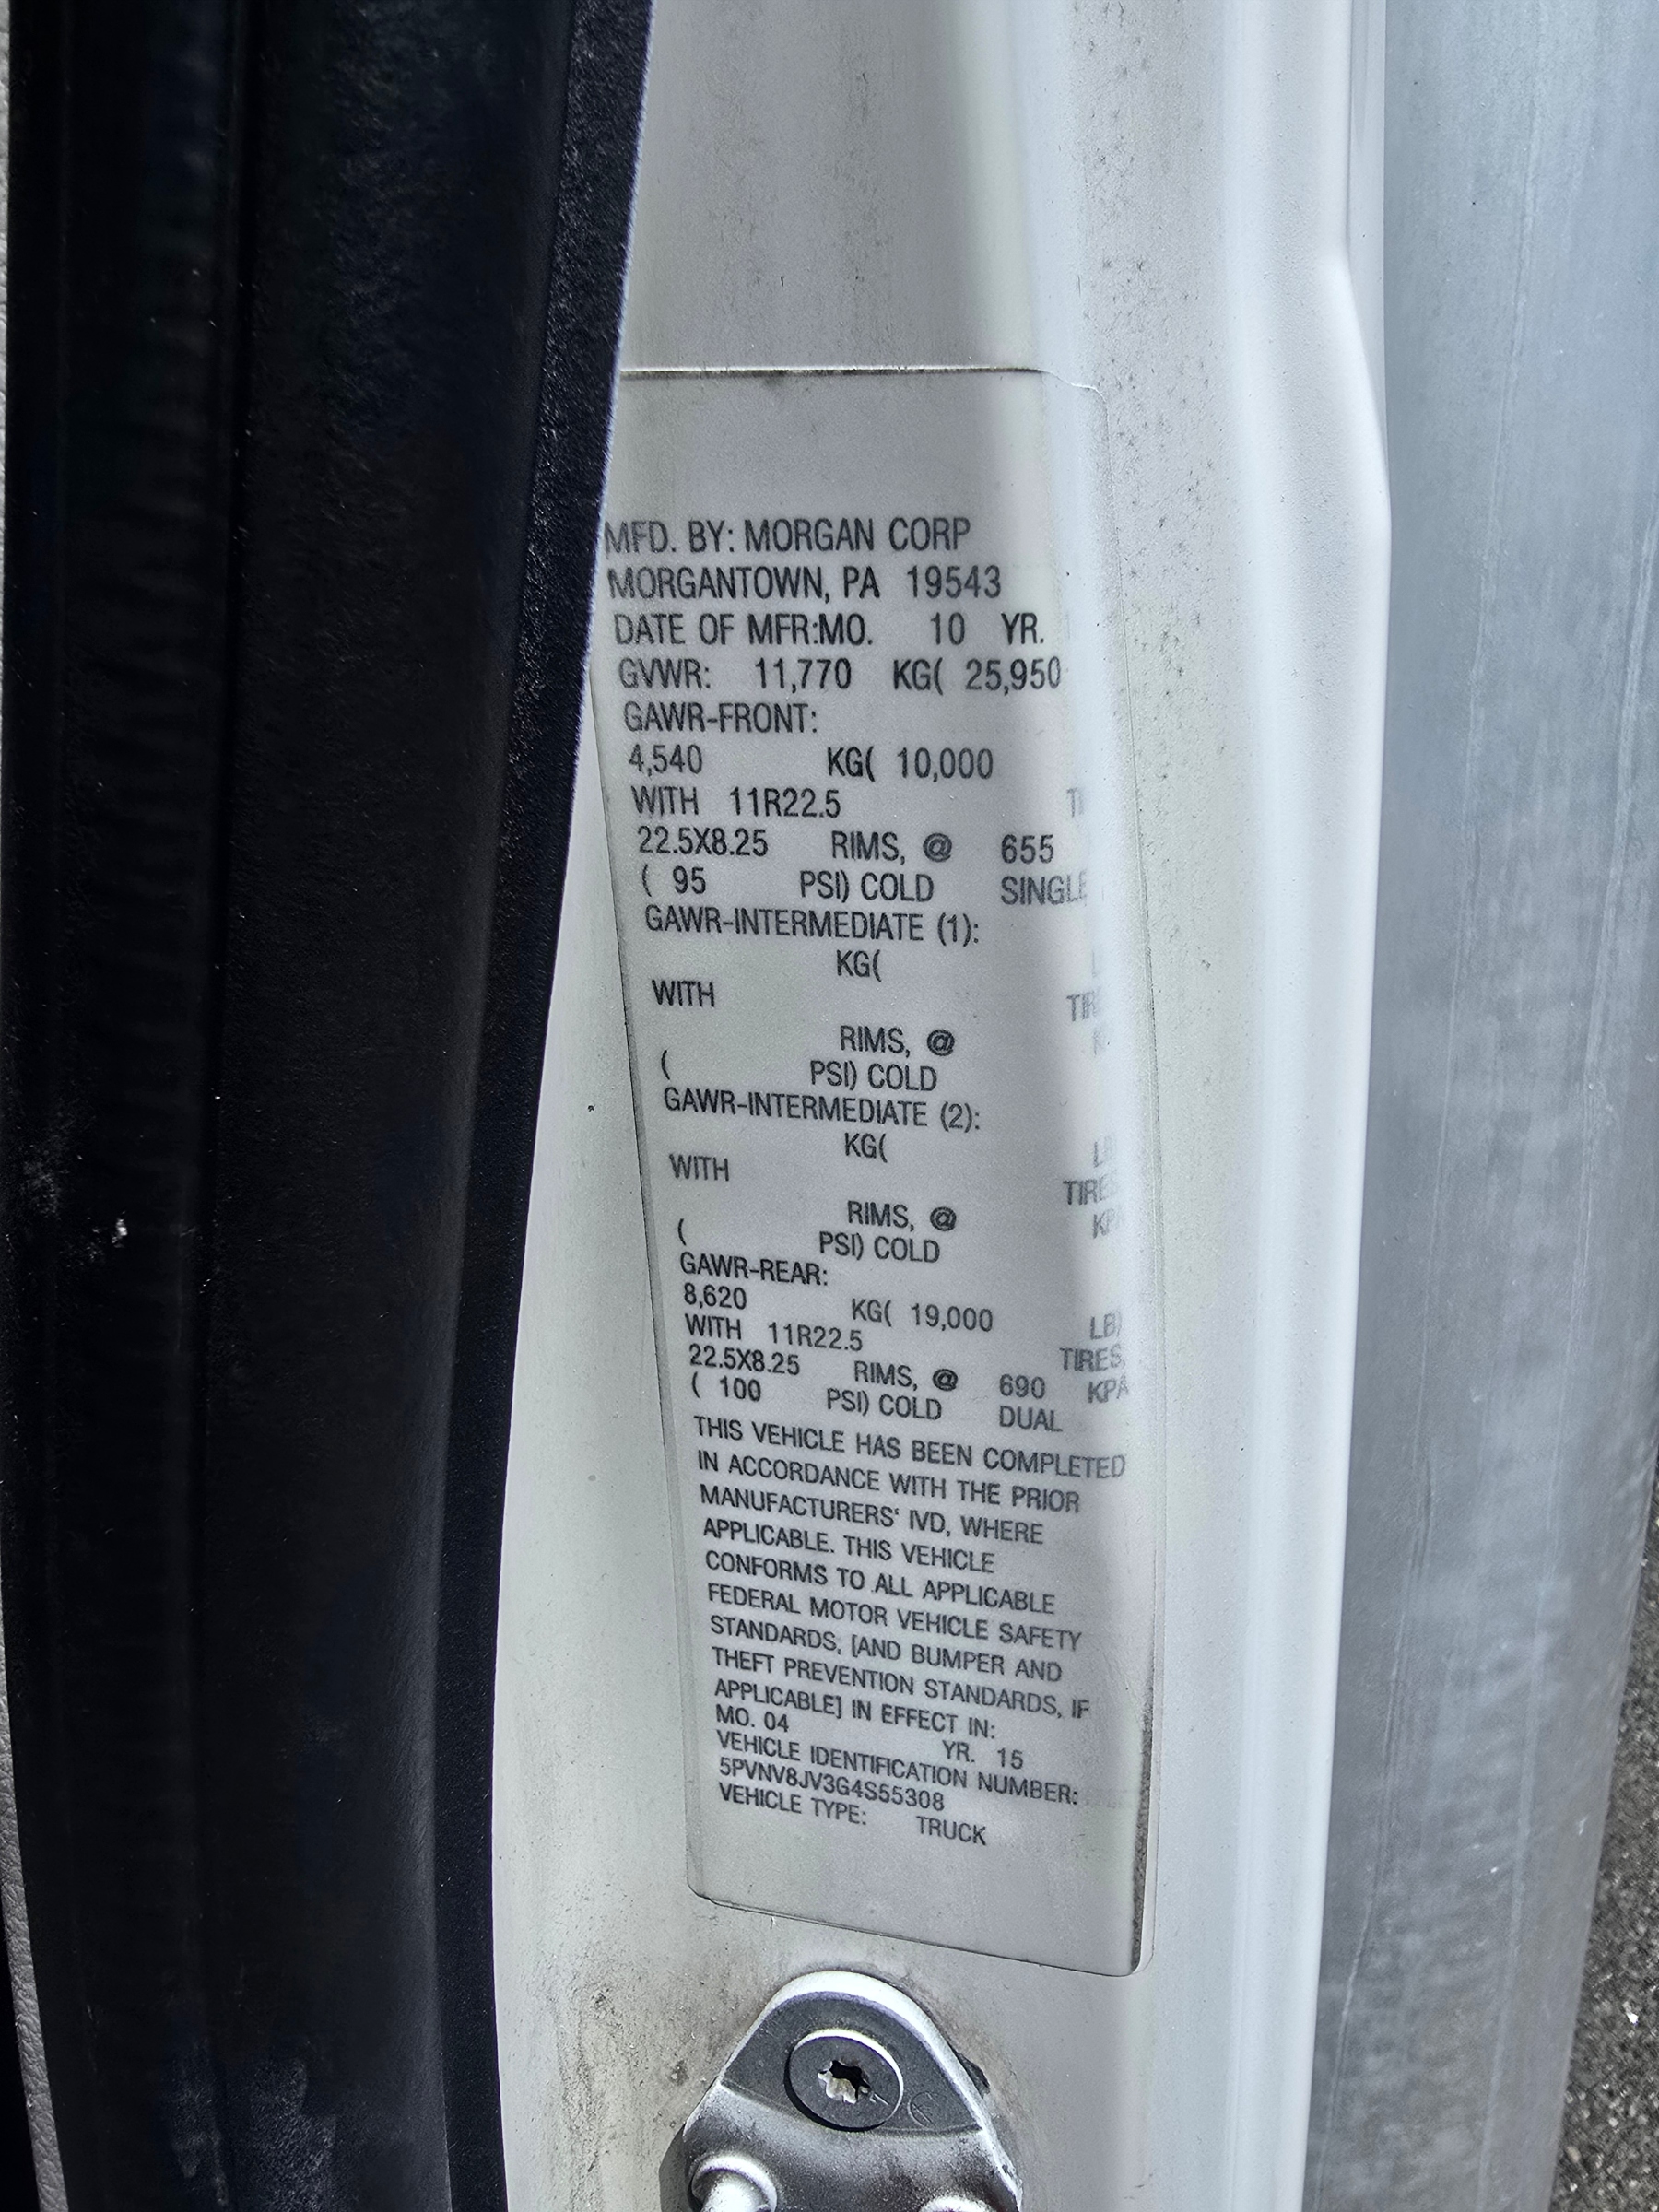 MFD. BY: MORGAN CORP
MORGANTOWN, PA 19543
DATE OF MFR:MO. 10 YR.
GVWR: 11,770 KG( 25,950
GAWR-FRONT:
4,540 KG( 10,000
WITH 11R22.5
22.5X8.25 RIMS, @ 655
( 95 PSI) COLD SINGLE
GAWR-INTERMEDIATE (1):
KG(
WITH
RIMS, @
( PSI) COLD
GAWR-INTERMEDIATE (2):
KG(
WITH TIRES
RIMS, @ KPA
( PSI) COLD
GAWR-REAR:
8,620 KG( 19,000 LB)
WITH 11R22.5 TIRES,
22.5X8.25 RIMS, @ 690 KPA
( 100 PSI) COLD DUAL
THIS VEHICLE HAS BEEN COMPLETED
IN ACCORDANCE WITH THE PRIOR
MANUFACTURERS' IVD, WHERE
APPLICABLE. THIS VEHICLE
CONFORMS TO ALL APPLICABLE
FEDERAL MOTOR VEHICLE SAFETY
STANDARDS, [AND BUMPER AND
THEFT PREVENTION STANDARDS, IF
APPLICABLE] IN EFFECT IN:
MO. 04 YR. 15
VEHICLE IDENTIFICATION NUMBER:
5PVNV8JV3G4S55308
VEHICLE TYPE: TRUCK